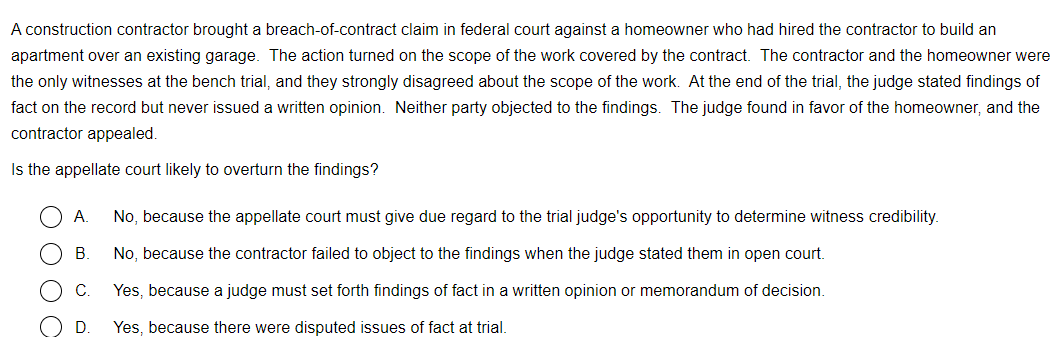 A construction contractor brought a breach-of-contract claim in federal court against a homeowner who had hired the contractor to build an
apartment over an existing garage.  The action turned on the scope of the work covered by the contract.  The contractor and the homeowner were
the only witnesses at the bench trial, and they strongly disagreed about the scope of the work.  At the end of the trial, the judge stated findings of
fact on the record but never issued a written opinion.  Neither party objected to the findings.  The judge found in favor of the homeowner, and the
contractor appealed.
Is the appellate court likely to overturn the findings?
A. No, because the appellate court must give due regard to the trial judge's opportunity to determine witness credibility.
B. No, because the contractor failed to object to the findings when the judge stated them in open court.
C. Yes, because a judge must set forth findings of fact in a written opinion or memorandum of decision.
D. Yes, because there were disputed issues of fact at trial.